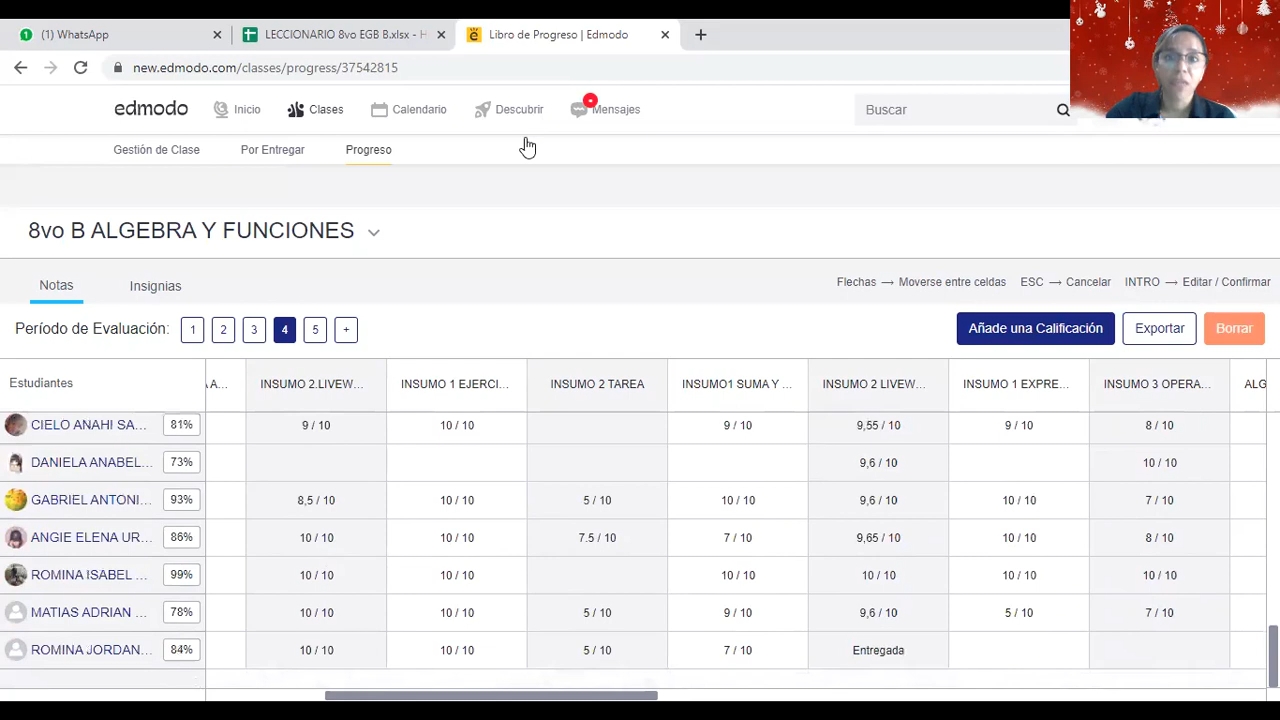 (1) WhatsApp
LECCIONARIO 8vo EGB B.xlsx - H
Libro de Progreso | Edmodo
new.edmodo.com/classes/progress/37542815
edmodo Inicio Clases Calendario Descubrir Mensajes Buscar
Gestión de Clase Por Entregar Progreso
8vo B ALGEBRA Y FUNCIONES
Notas Insignias Flechas → Moverse entre celdas ESC → Cancelar INTRO → Editar / Confirmar
Período de Evaluación: 1 2 3 4 5 + Añade una Calificación Exportar Borrar
Estudiantes A A... INSUMO 2.LIVEW... INSUMO 1 EJERCI... INSUMO 2 TAREA INSUMO1 SUMA Y ... INSUMO 2 LIVEW... INSUMO 1 EXPRE... INSUMO 3 OPERA... ALG
CIELO ANAHI SA... 81% 9 / 10 10 / 10 9 / 10 9,55 / 10 9 / 10 8 / 10
DANIELA ANABEL... 73% 9,6 / 10 10 / 10
GABRIEL ANTONI... 93% 8,5 / 10 10 / 10 5 / 10 10 / 10 9,6 / 10 10 / 10 7 / 10
ANGIE ELENA UR... 86% 10 / 10 10 / 10 7.5 / 10 7 / 10 9,65 / 10 10 / 10 8 / 10
ROMINA ISABEL ... 99% 10 / 10 10 / 10 10 / 10 10 / 10 10 / 10 10 / 10
MATIAS ADRIAN ... 78% 10 / 10 10 / 10 5 / 10 9 / 10 9,6 / 10 5 / 10 7 / 10
ROMINA JORDAN... 84% 10 / 10 10 / 10 5 / 10 7 / 10 Entregada